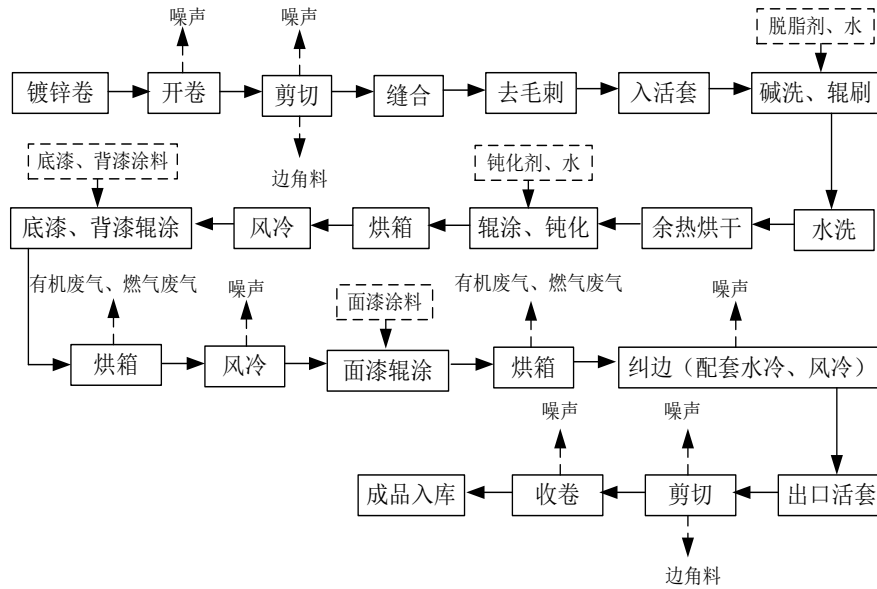 噪声
噪声
脱脂剂、水
镀锌卷
开卷
剪切
缝合
去毛刺
入活套
碱洗、辊刷
边角料
底漆、背漆涂料
钝化剂、水
底漆、背漆辊涂
风冷
烘箱
辊涂、钝化
余热烘干
水洗
有机废气、燃气废气
噪声
面漆涂料
有机废气、燃气废气
噪声
烘箱
风冷
面漆辊涂
烘箱
纠边（配套水冷、风冷）
噪声
噪声
成品入库
收卷
剪切
出口活套
边角料